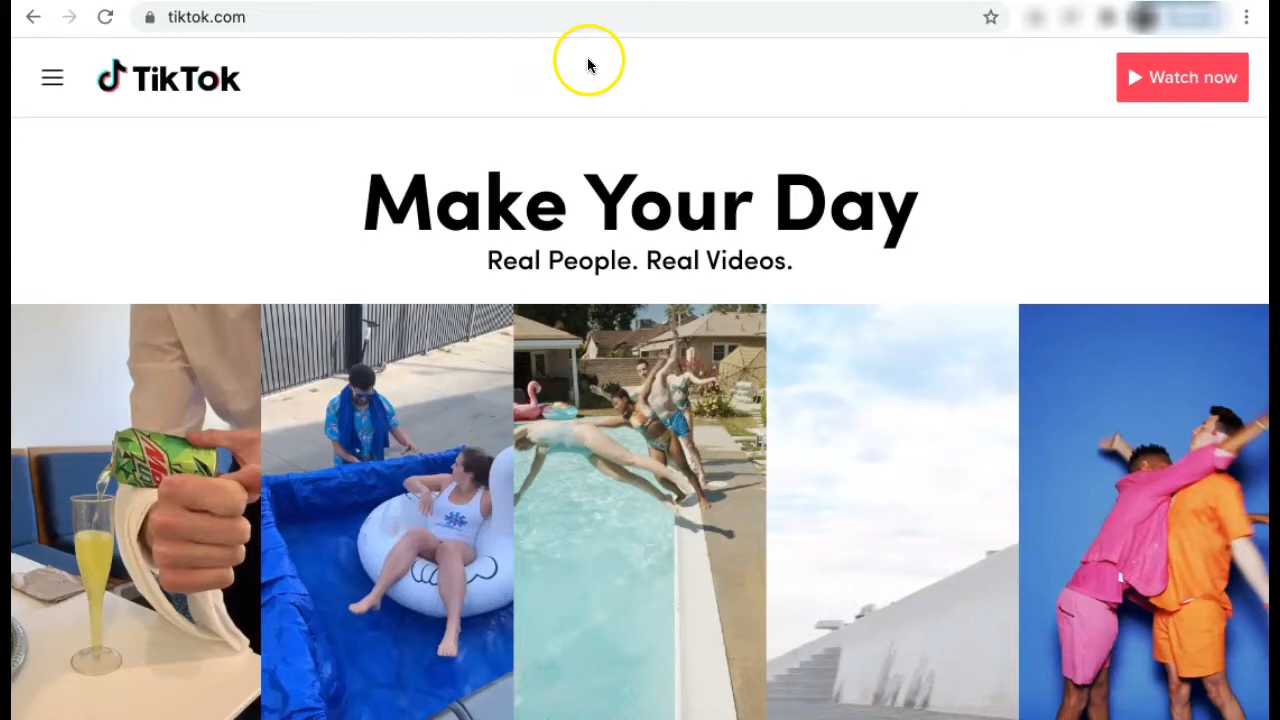 tiktok.com
TikTok
Watch now
Make Your Day
Real People. Real Videos.